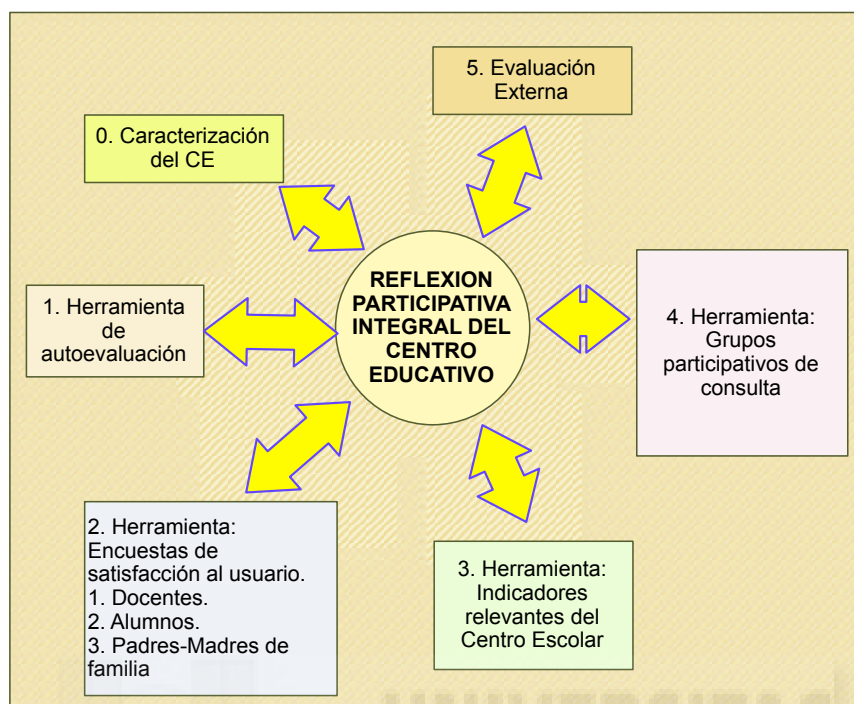 5. Evaluación
Externa
0. Caracterización
del CE
REFLEXION
PARTICIPATIVA
INTEGRAL DEL
CENTRO
EDUCATIVO
1. Herramienta
de
autoevaluación
4. Herramienta:
Grupos
participativos de
consulta
2. Herramienta:
Encuestas de
satisfacción al
usuario.
1. Docentes.
2. Alumnos.
3. Padres-Madres de
familia
3. Herramienta:
Indicadores
relevantes del
Centro Escolar